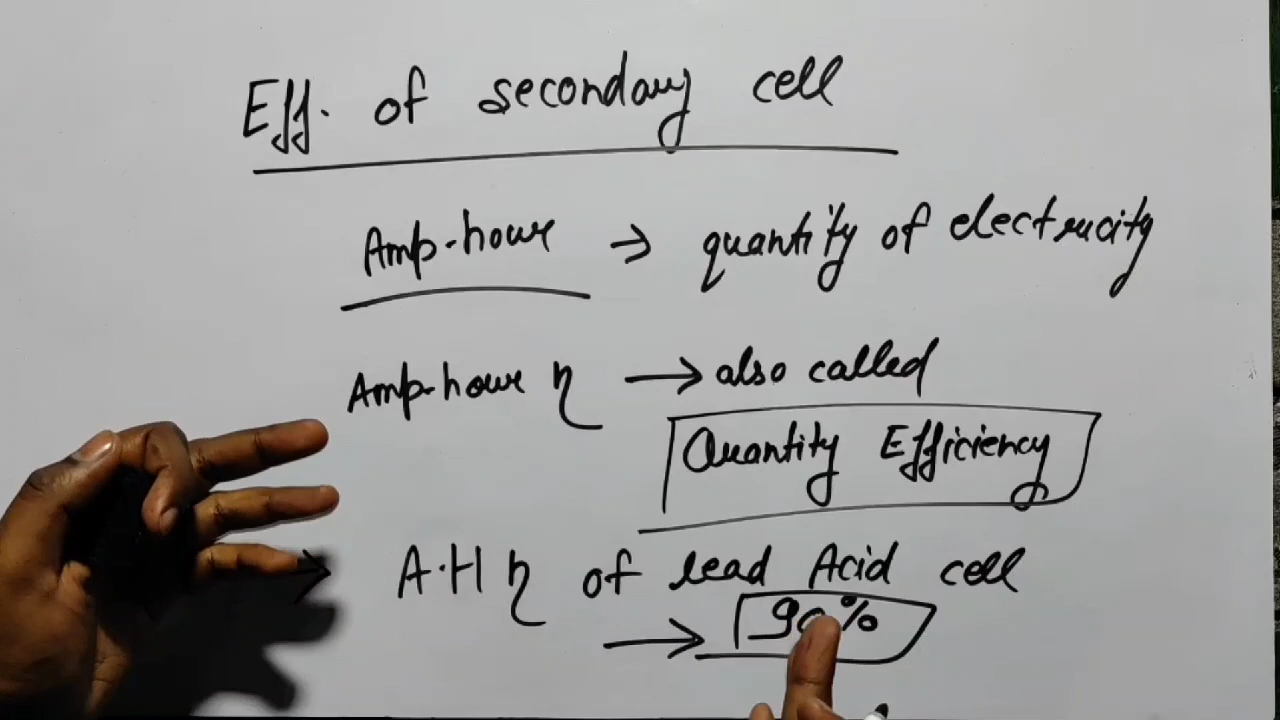 Eff. of secondary cell
Amp-hour → quantity of electricity
Amp-hour η → also called
Quantity Efficiency
→ A.H η of lead Acid cell
→ 90%